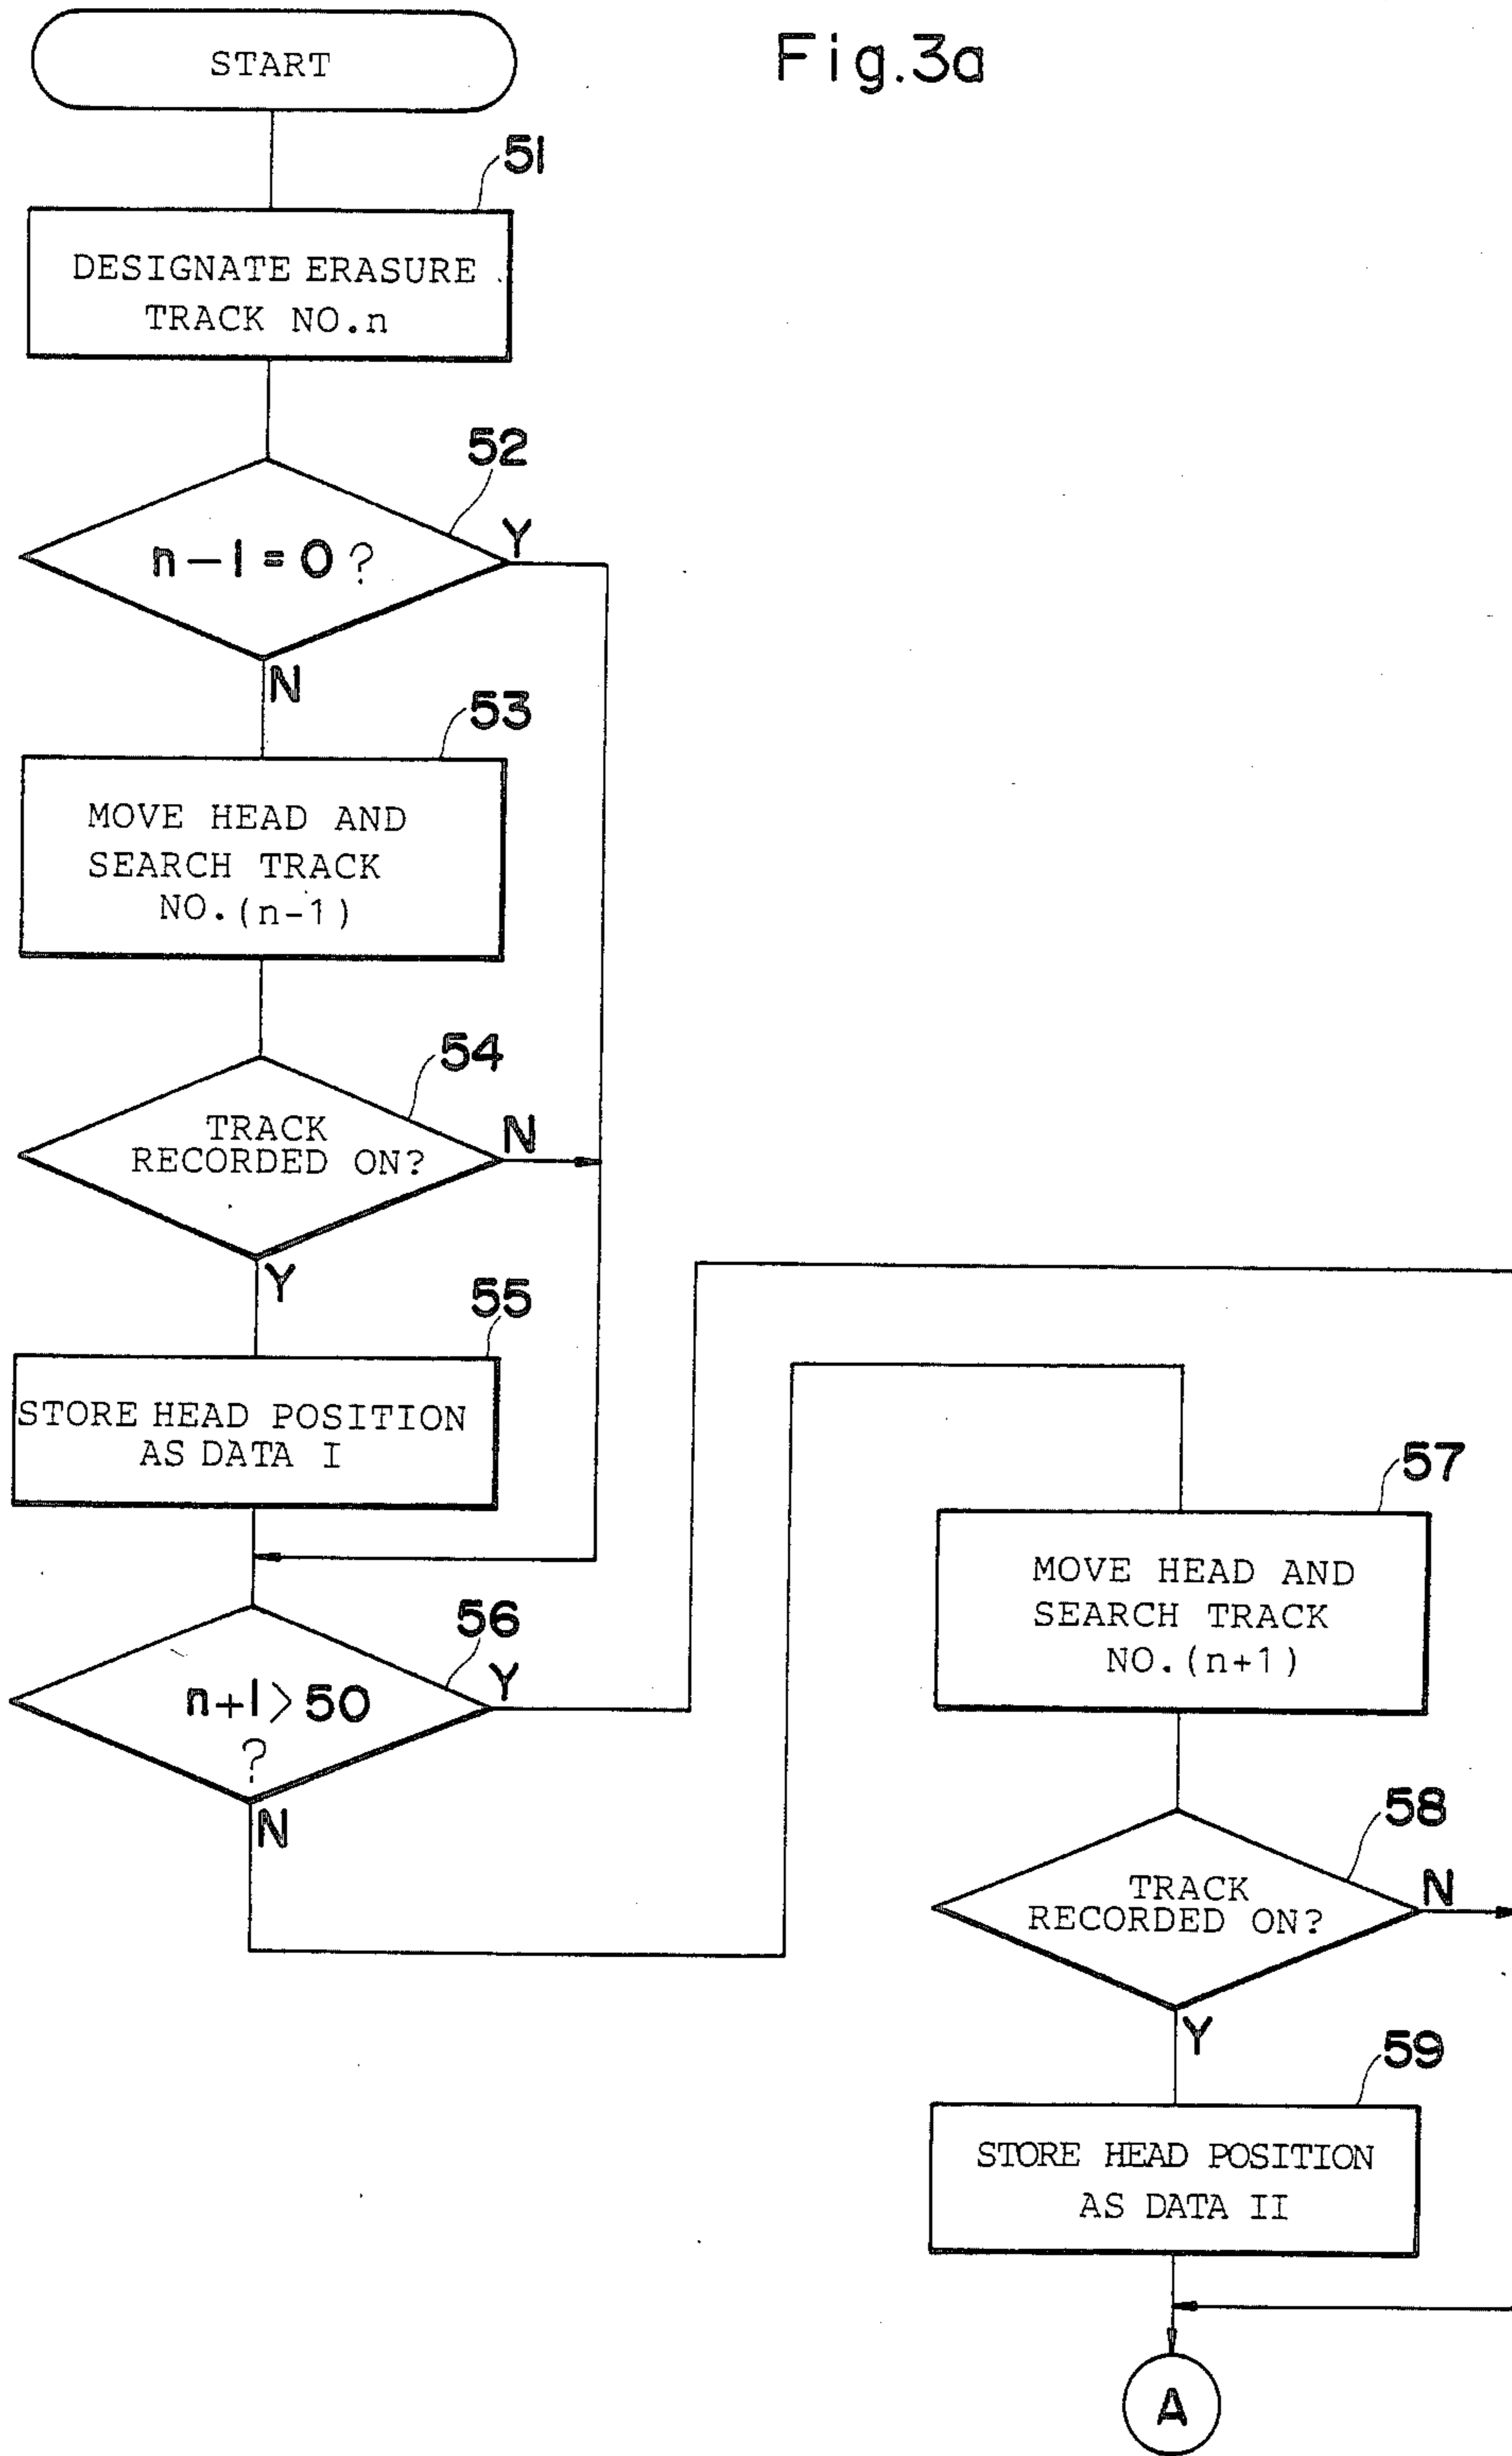 Fig.3a
START
51
DESIGNATE ERASURE
TRACK NO.n
52
n-1=0?
Y
N
53
MOVE HEAD AND
SEARCH TRACK
NO.(n-1)
54
TRACK
RECORDED ON?
N
Y
55
STORE HEAD POSITION
AS DATA I
56
n+1>50
?
Y
N
57
MOVE HEAD AND
SEARCH TRACK
NO.(n+1)
58
TRACK
RECORDED ON?
N
Y
59
STORE HEAD POSITION
AS DATA II
A